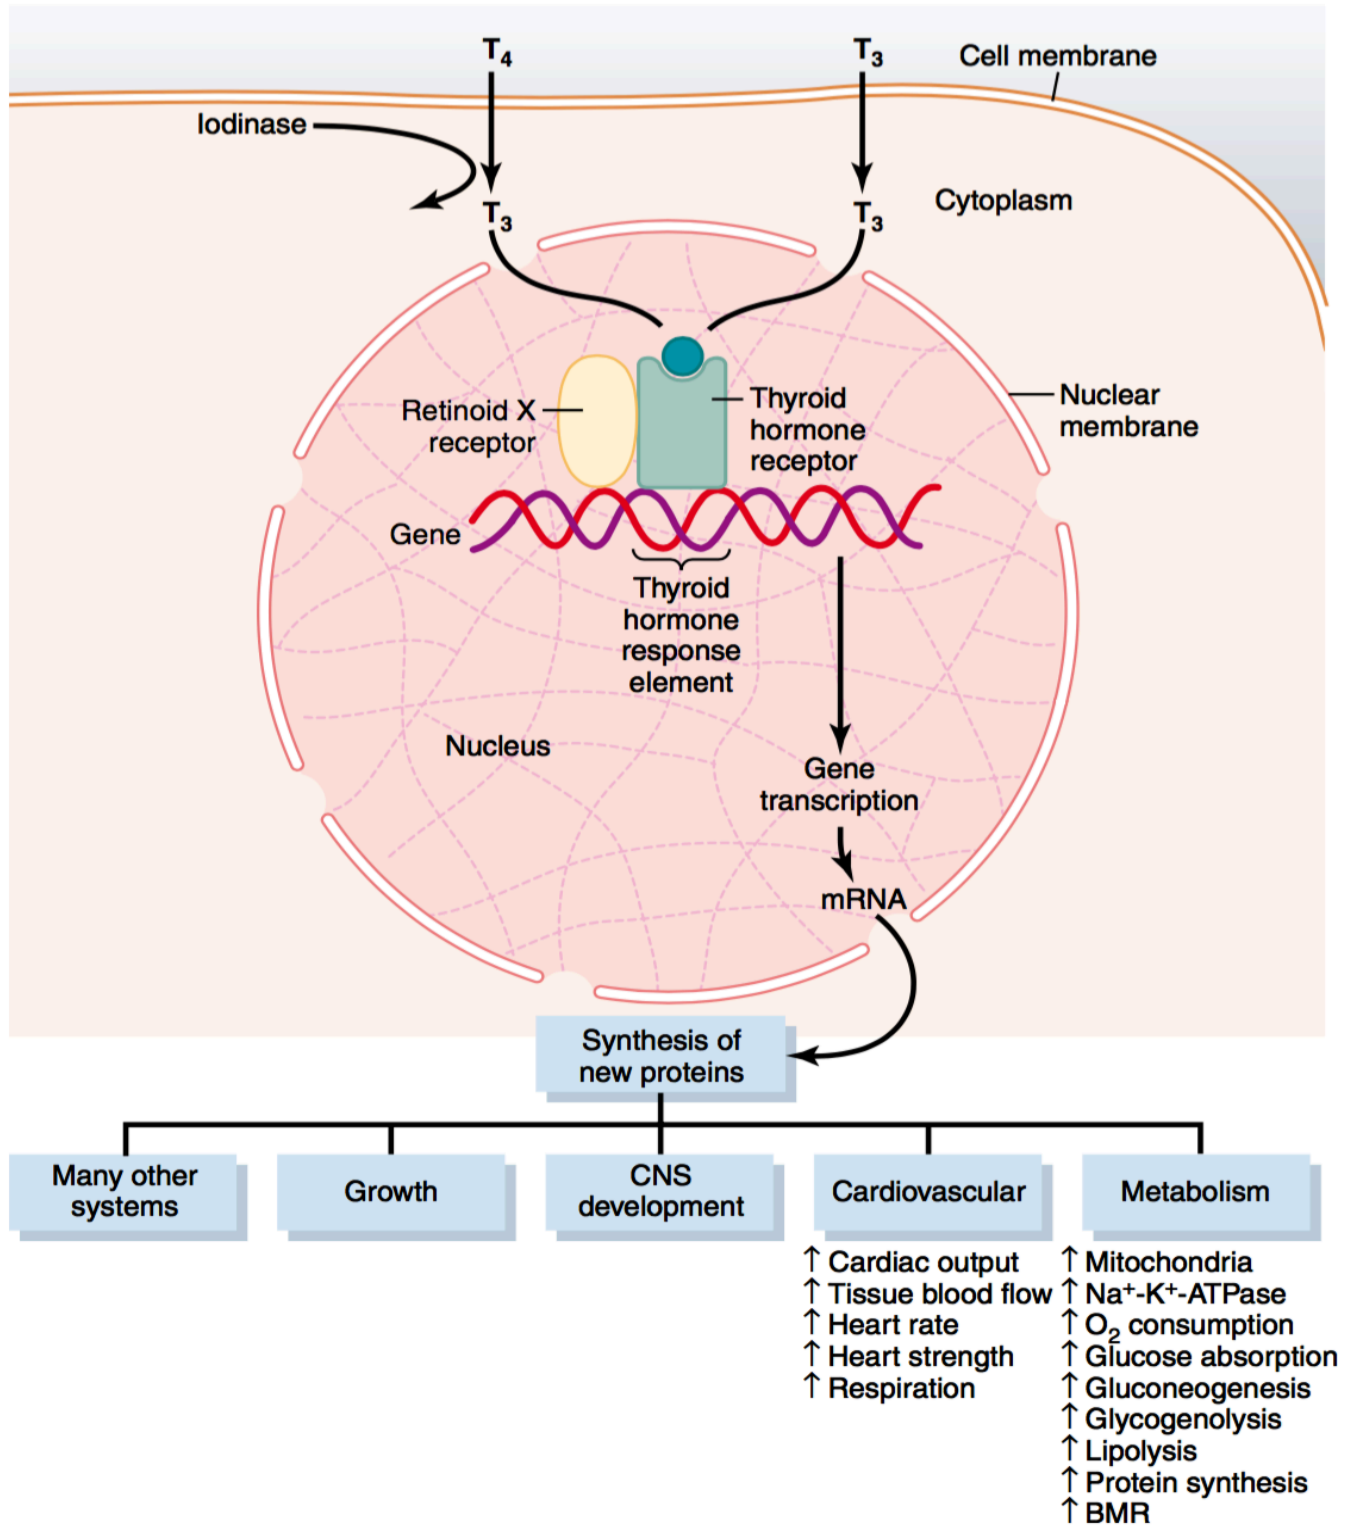 T4
T3
Cell membrane
Iodinase
T3
T3
Cytoplasm
Retinoid X
receptor
Thyroid
hormone
receptor
Nuclear
membrane
Gene
Thyroid
hormone
response
element
Nucleus
Gene
transcription
mRNA
Synthesis of
new proteins
Many other
systems
Growth
CNS
development
Cardiovascular
Metabolism
↑ Cardiac output
↑ Tissue blood flow
↑ Heart rate
↑ Heart strength
↑ Respiration
↑ Mitochondria
↑ Na⁺-K⁺-ATPase
↑ O₂ consumption
↑ Glucose absorption
↑ Gluconeogenesis
↑ Glycogenolysis
↑ Lipolysis
↑ Protein synthesis
↑ BMR